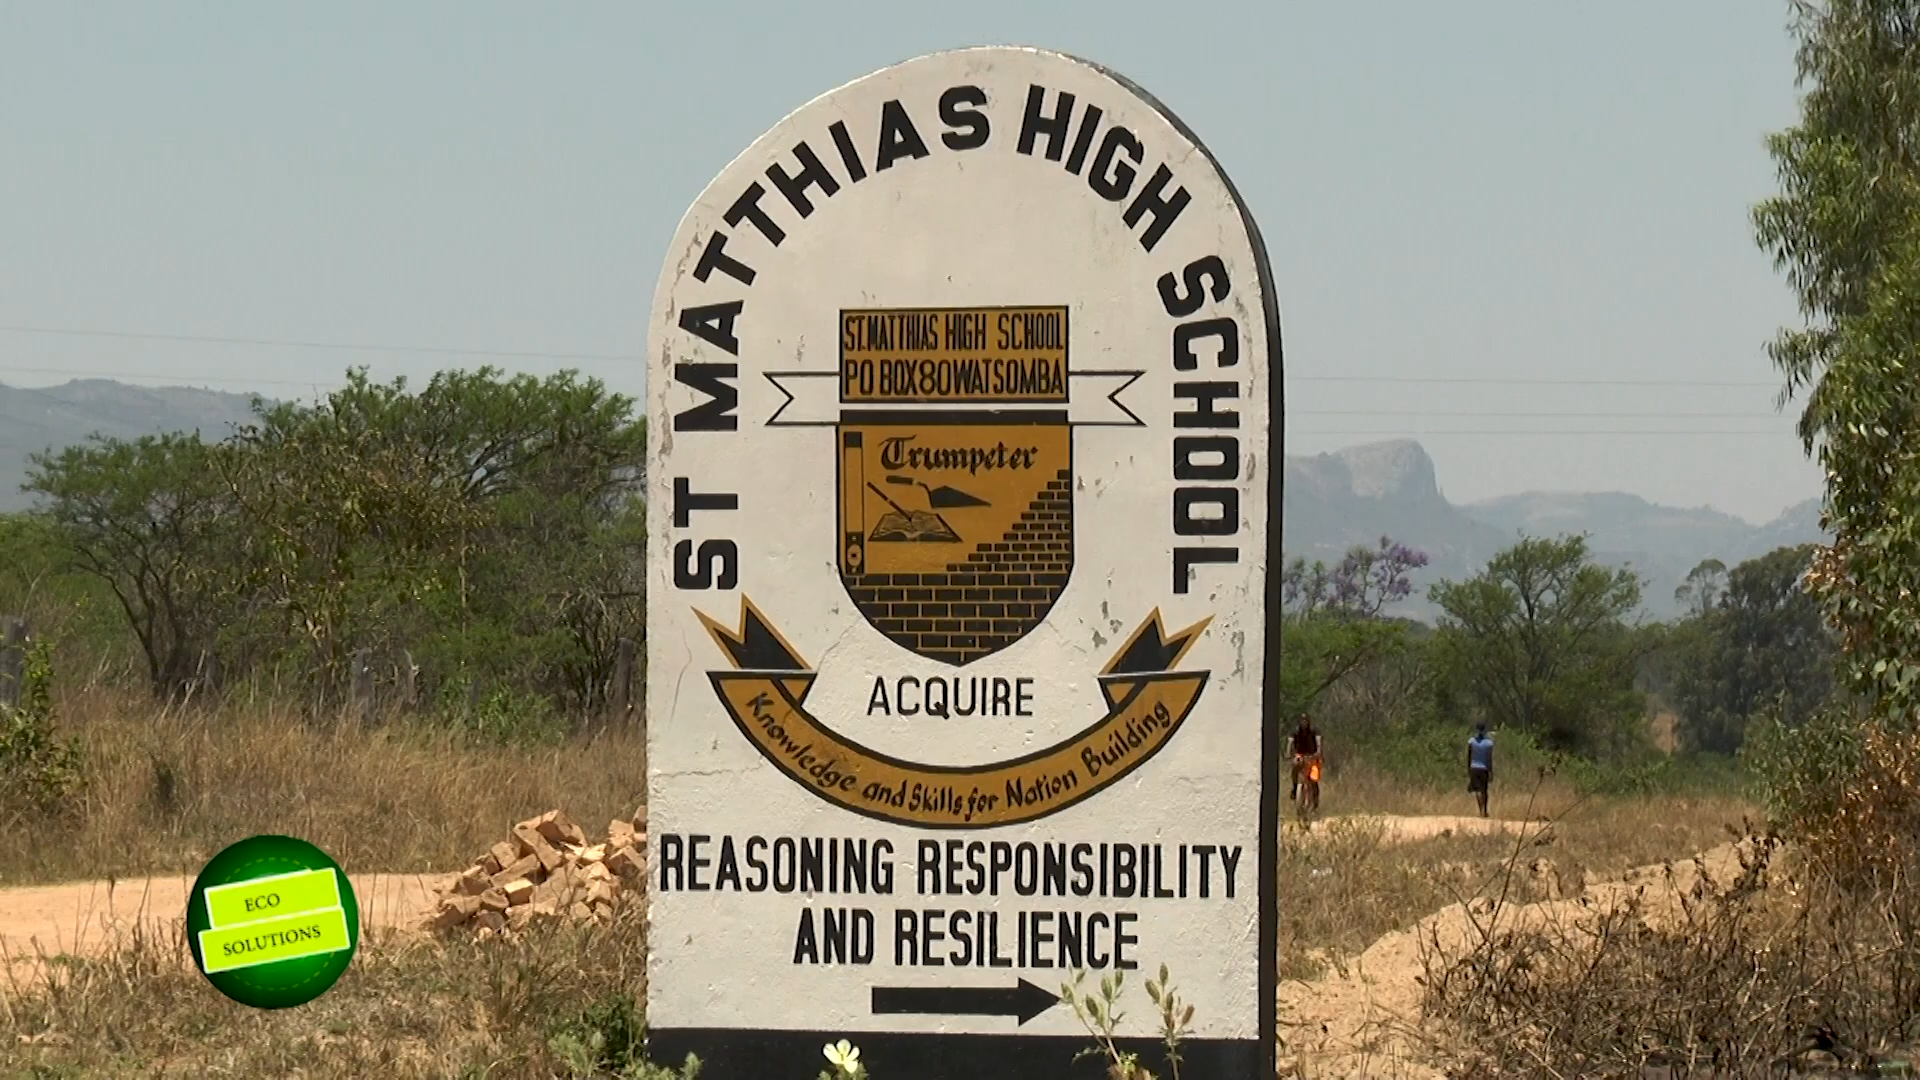 ST MATTHIAS HIGH SCHOOL
ST.MATTHIAS HIGH SCHOOL
PO BOX 80 WATSOMBA
Trumpeter
ACQUIRE
Knowledge and Skills for Nation Building
REASONING RESPONSIBILITY
AND RESILIENCE
ECO
SOLUTIONS